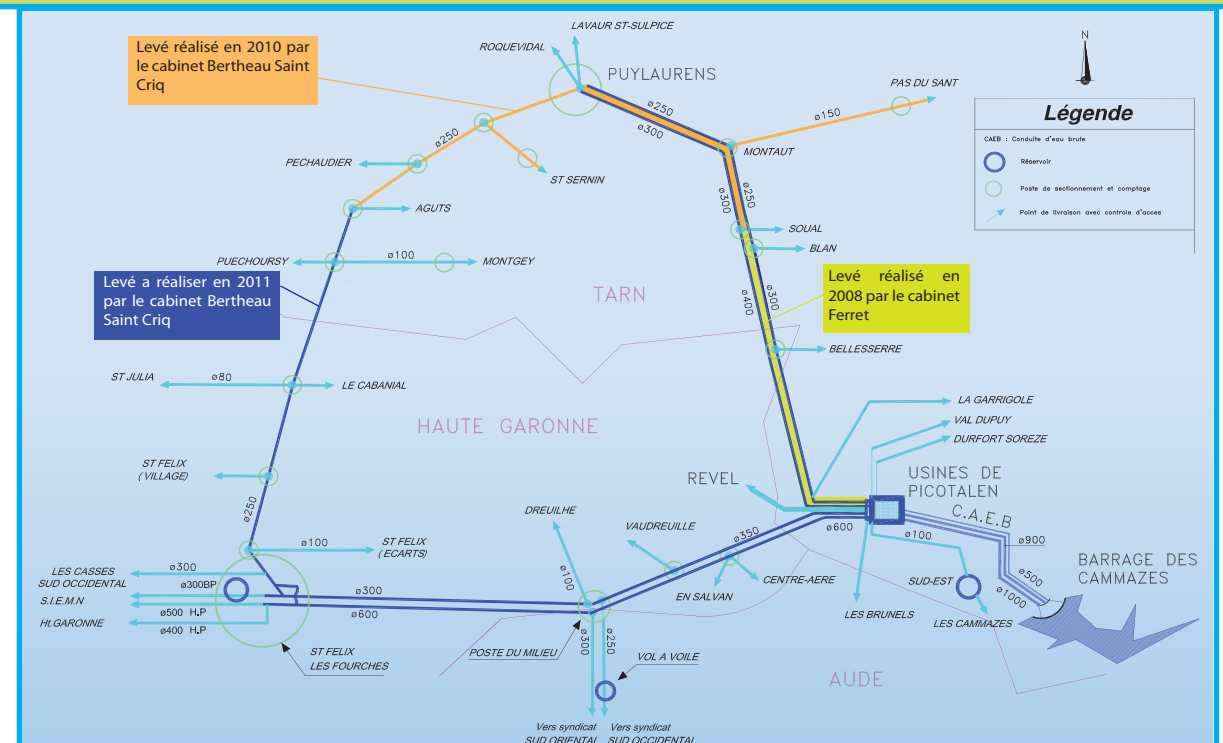 LAVAUR ST-SULPICE
ROQUEVIDAL
PUYLAURENS
N
Levé réalisé en 2010 par
le cabinet Bertheau Saint
Criq
PAS DU SANT
Légende
CAEB : Conduite d'eau brute
Réservoir
Poste de sectionnement et comptage
Point de livraison avec controle d'acces
ø250
ø300
ø150
MONTAUT
ø250
PECHAUDIER
ST SERNIN
AGUTS
ø250
ø300
SOUAL
BLAN
PUECHOURSY
ø100
MONTGEY
Levé a réaliser en 2011
par le cabinet Bertheau
Saint Criq
TARN
ø300
ø400
Levé réalisé en
2008 par le cabinet
Ferret
BELLESSERRE
ST JULIA
ø80
LE CABANIAL
HAUTE GARONNE
LA GARRIGOLE
VAL DUPUY
DURFORT SOREZE
ST FELIX
(VILLAGE)
REVEL
USINES DE
PICOTALEN
C.A.E.B
ø250
DREUILHE
VAUDREUILLE
ø350
ø600
ø100
ø900
BARRAGE DES
CAMMAZES
ø500
ø1000
ø100
ST FELIX
(ECARTS)
LES CASSES
SUD OCCIDENTAL
ø300
ø300BP
S.I.E.M.N
ø500 H.P
Ht.GARONNE
ø400 H.P
ø300
ø600
ø100
CENTRE-AERE
EN SALVAN
SUD-EST
LES BRUNELS
LES CAMMAZES
ST FELIX
LES FOURCHES
POSTE DU MILIEU
ø300
ø250
VOL A VOILE
AUDE
Vers syndicat
SUD ORIENTAL
Vers syndicat
SUD OCCIDENTAL